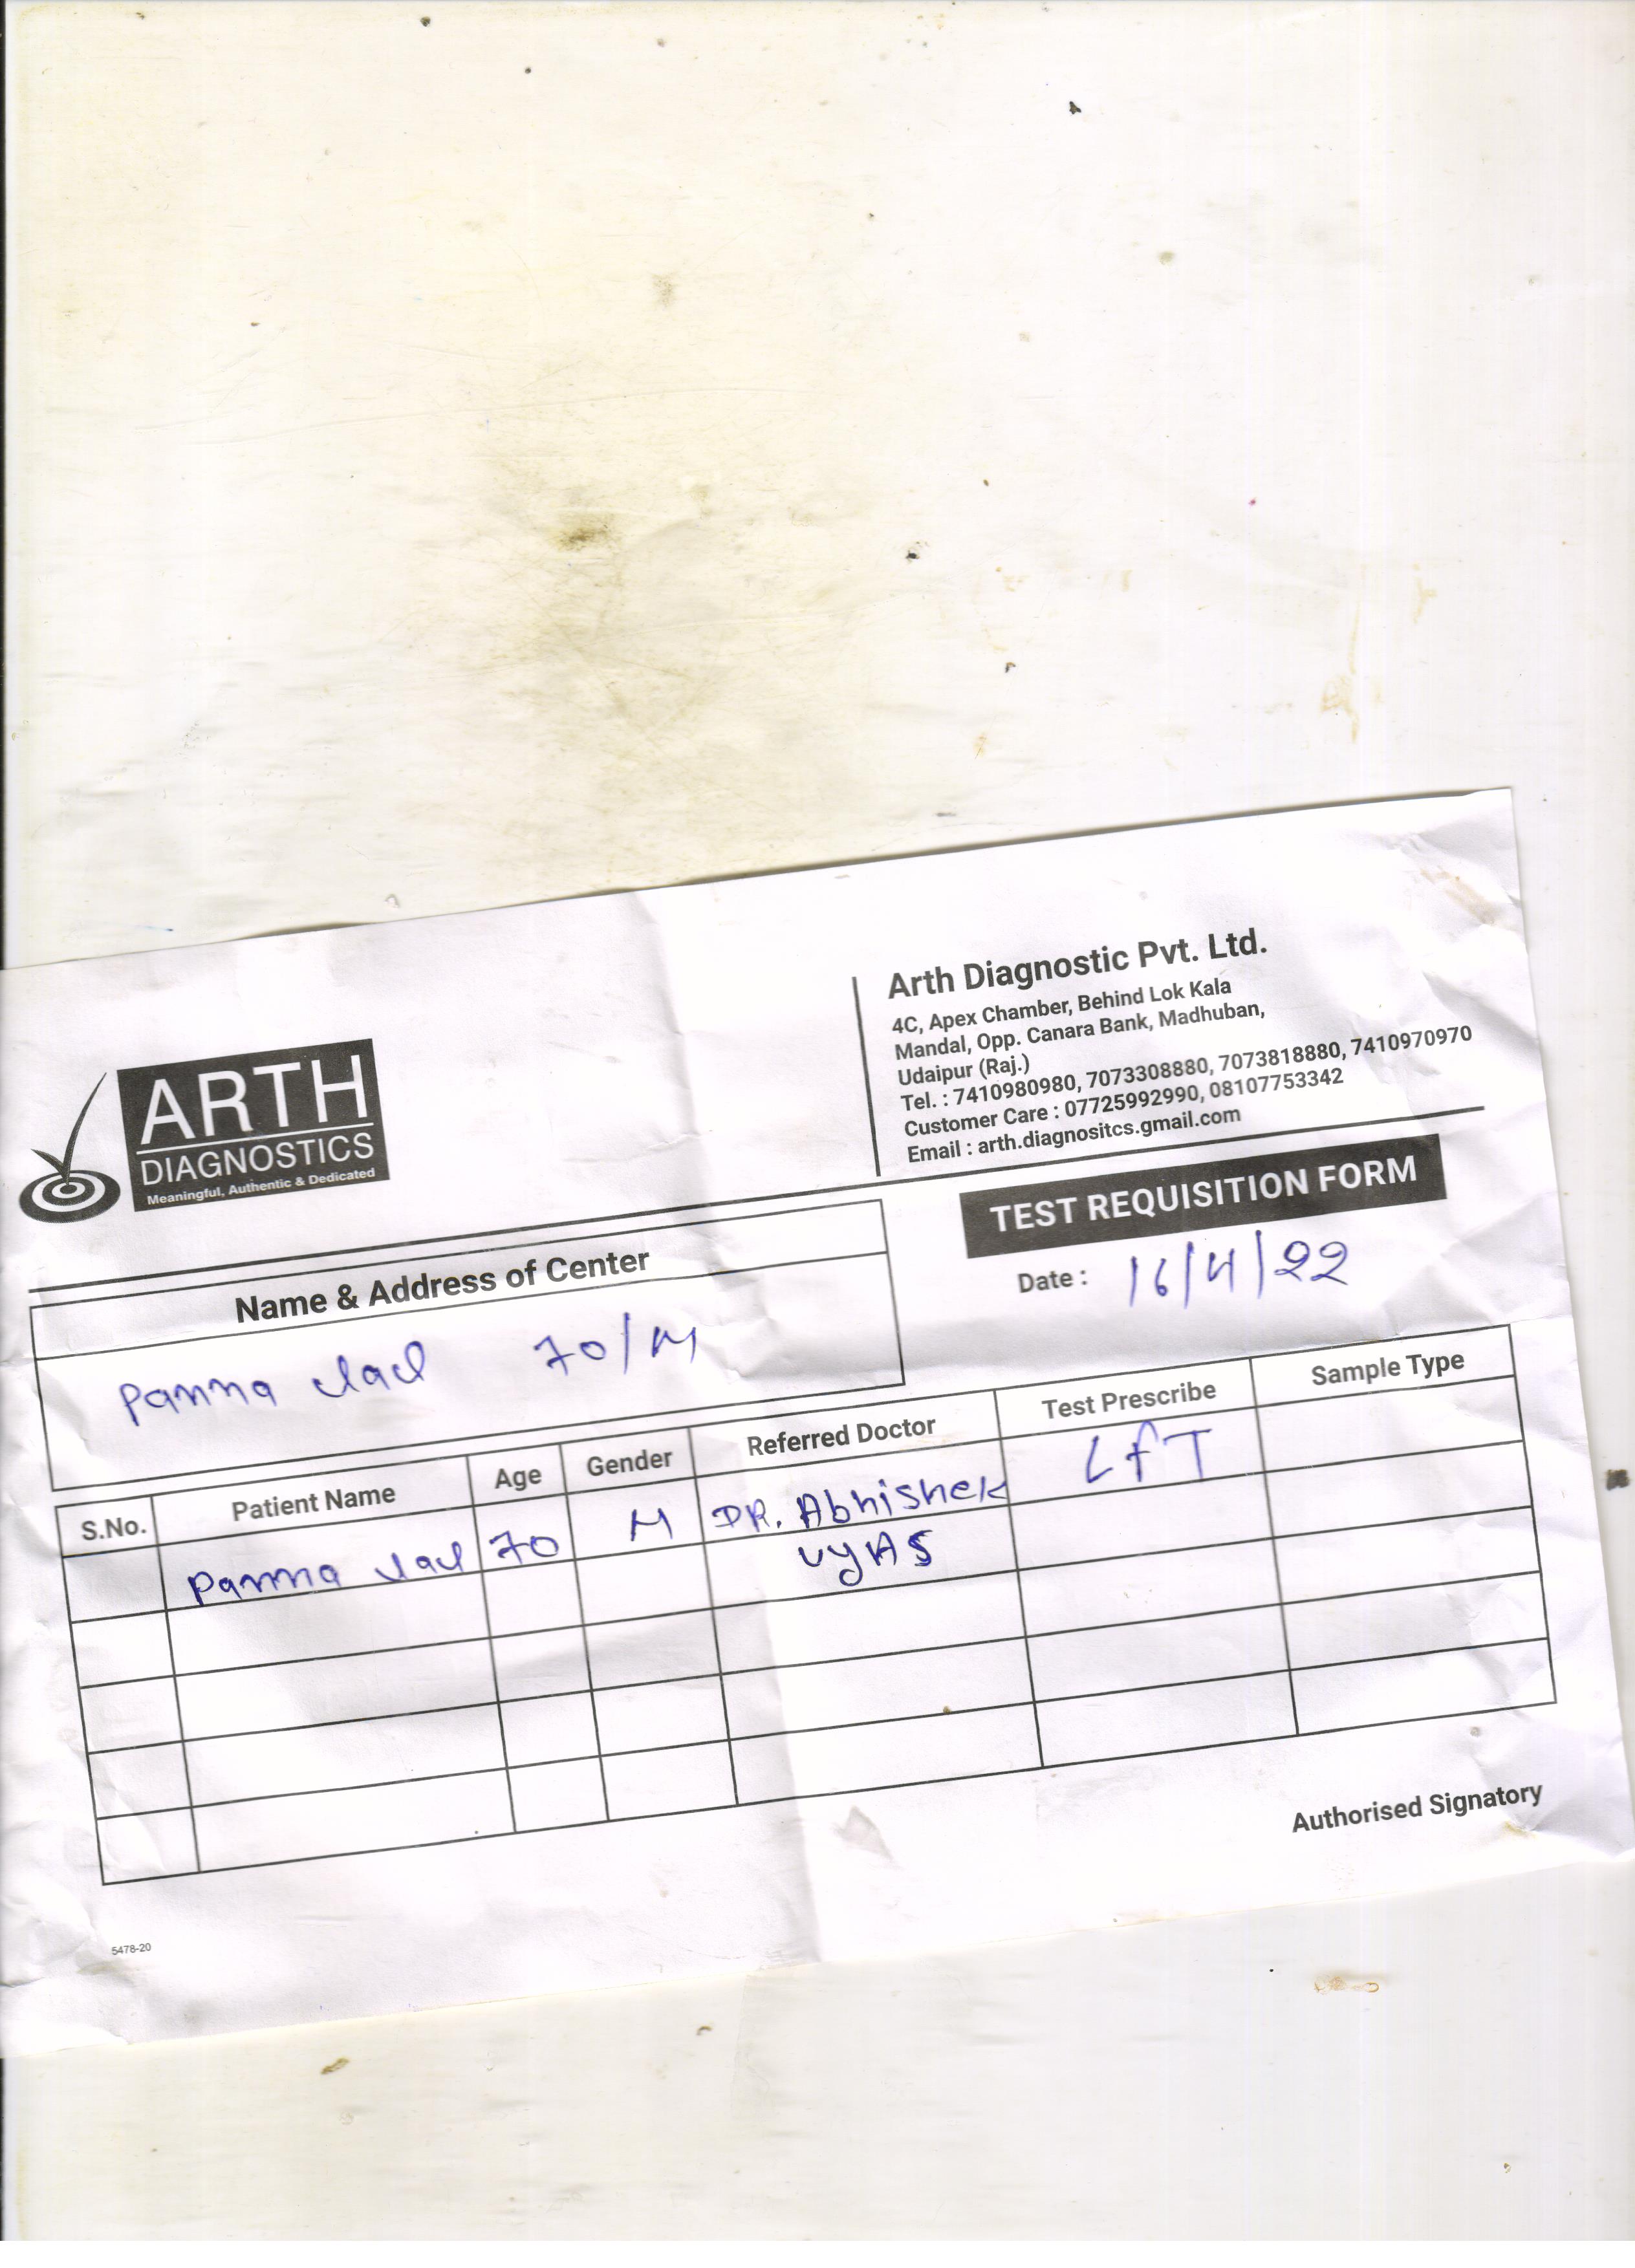 ARTH
DIAGNOSTICS
Meaningful, Authentic & Dedicated
Arth Diagnostic Pvt. Ltd.
4C, Apex Chamber, Behind Lok Kala
Mandal, Opp. Canara Bank, Madhuban,
Udaipur (Raj.)
Tel. : 7410980980, 7073308880, 7073818880, 7410970970
Customer Care : 07725992990, 08107753342
Email : arth.diagnositcs.gmail.com
TEST REQUISITION FORM
Date : 16/4/22
Name & Address of Center
Panna Lal 70/M
S.No. Patient Name Age Gender Referred Doctor Test Prescribe Sample Type
Panna Lal 70 M DR. Abhishek LfT
vyAS
Authorised Signatory
5478-20